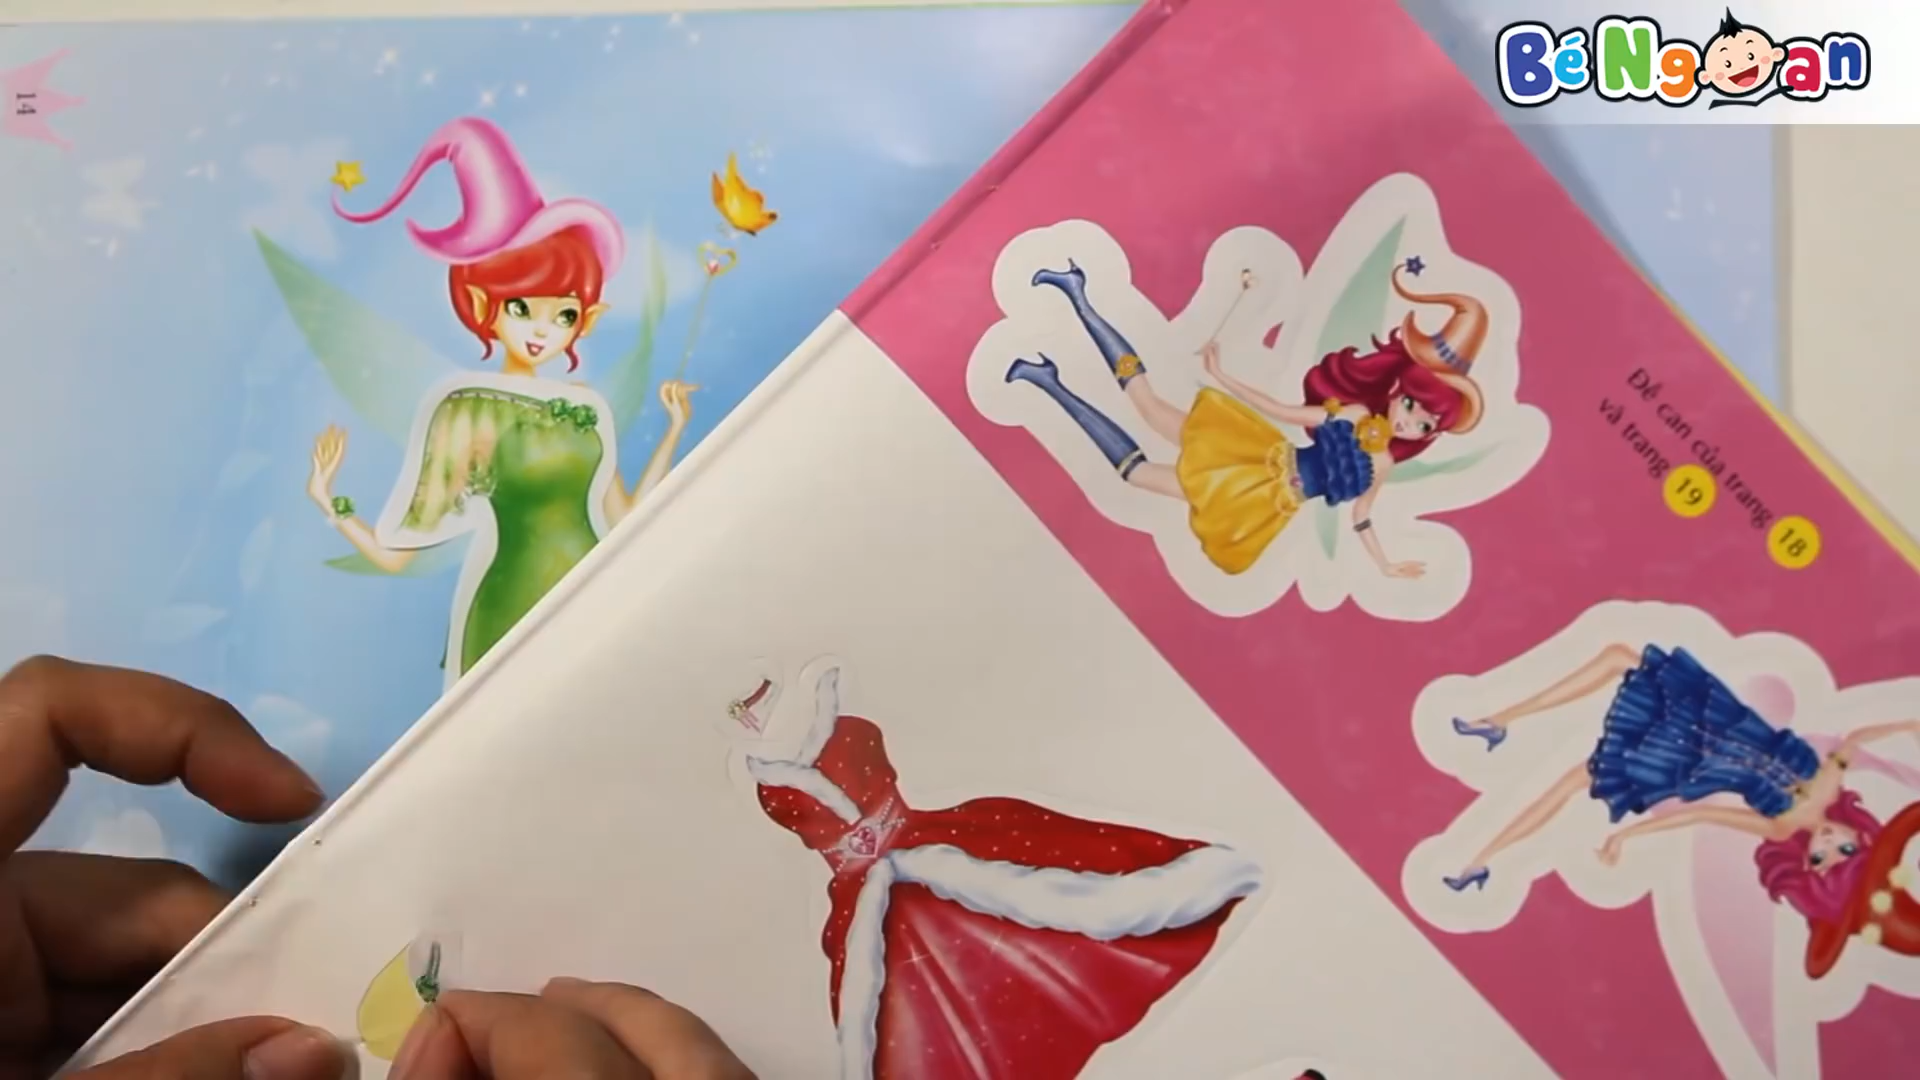 Bé Ngoan
14
Đề can của trang 18
và trang 19